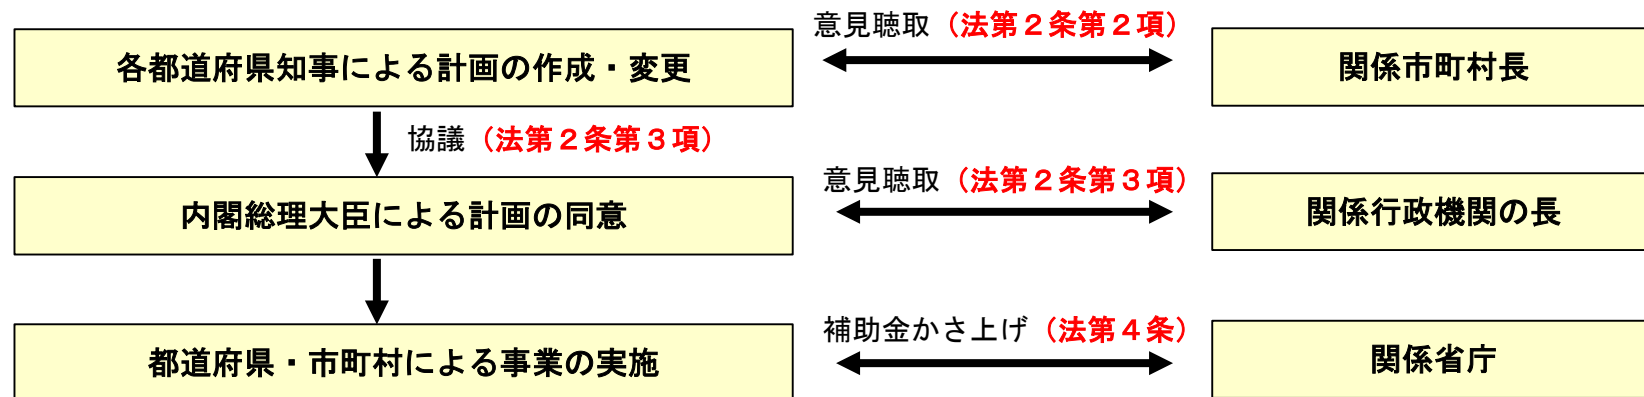 意見聴取（法第２条第２項）
各都道府県知事による計画の作成・変更
関係市町村長
協議（法第２条第３項）
意見聴取（法第２条第３項）
内閣総理大臣による計画の同意
関係行政機関の長
補助金かさ上げ（法第４条）
都道府県・市町村による事業の実施
関係省庁